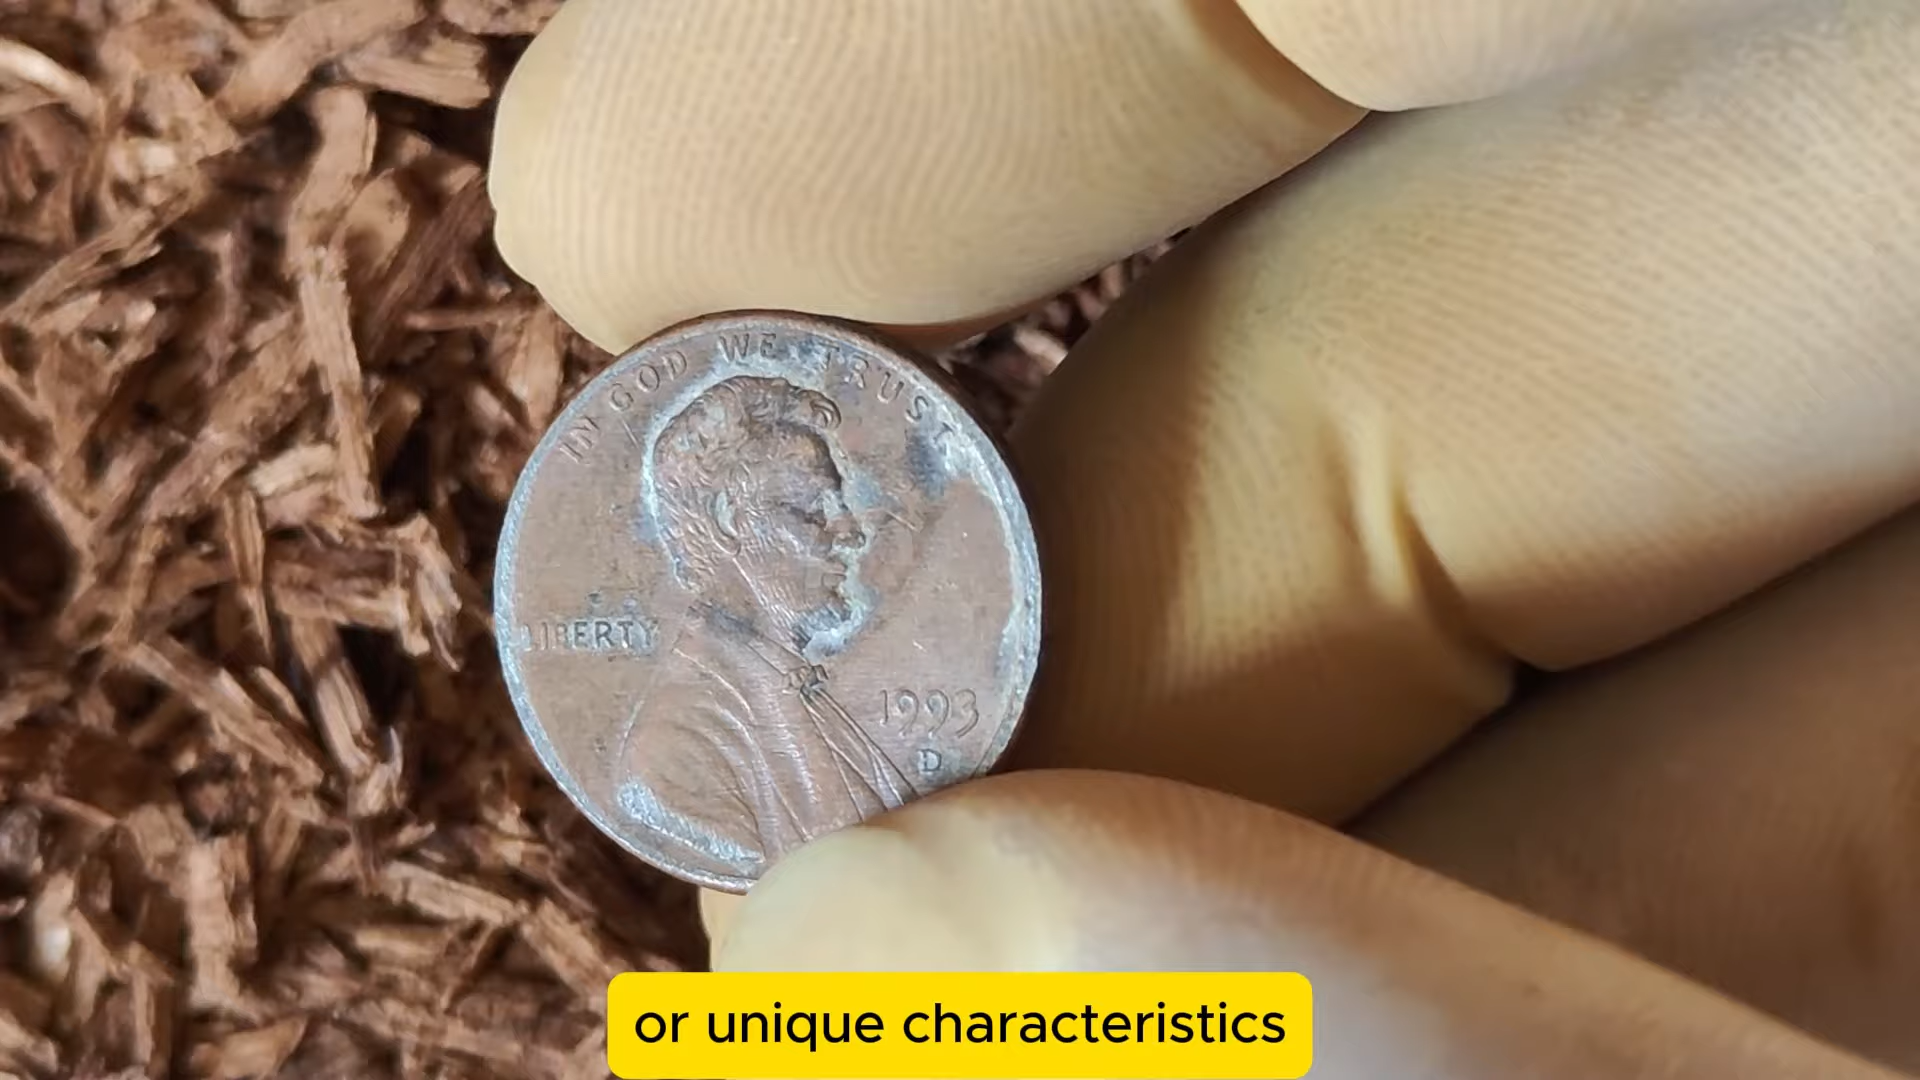 IN GOD WE TRUST
LIBERTY
1993
D
or unique characteristics